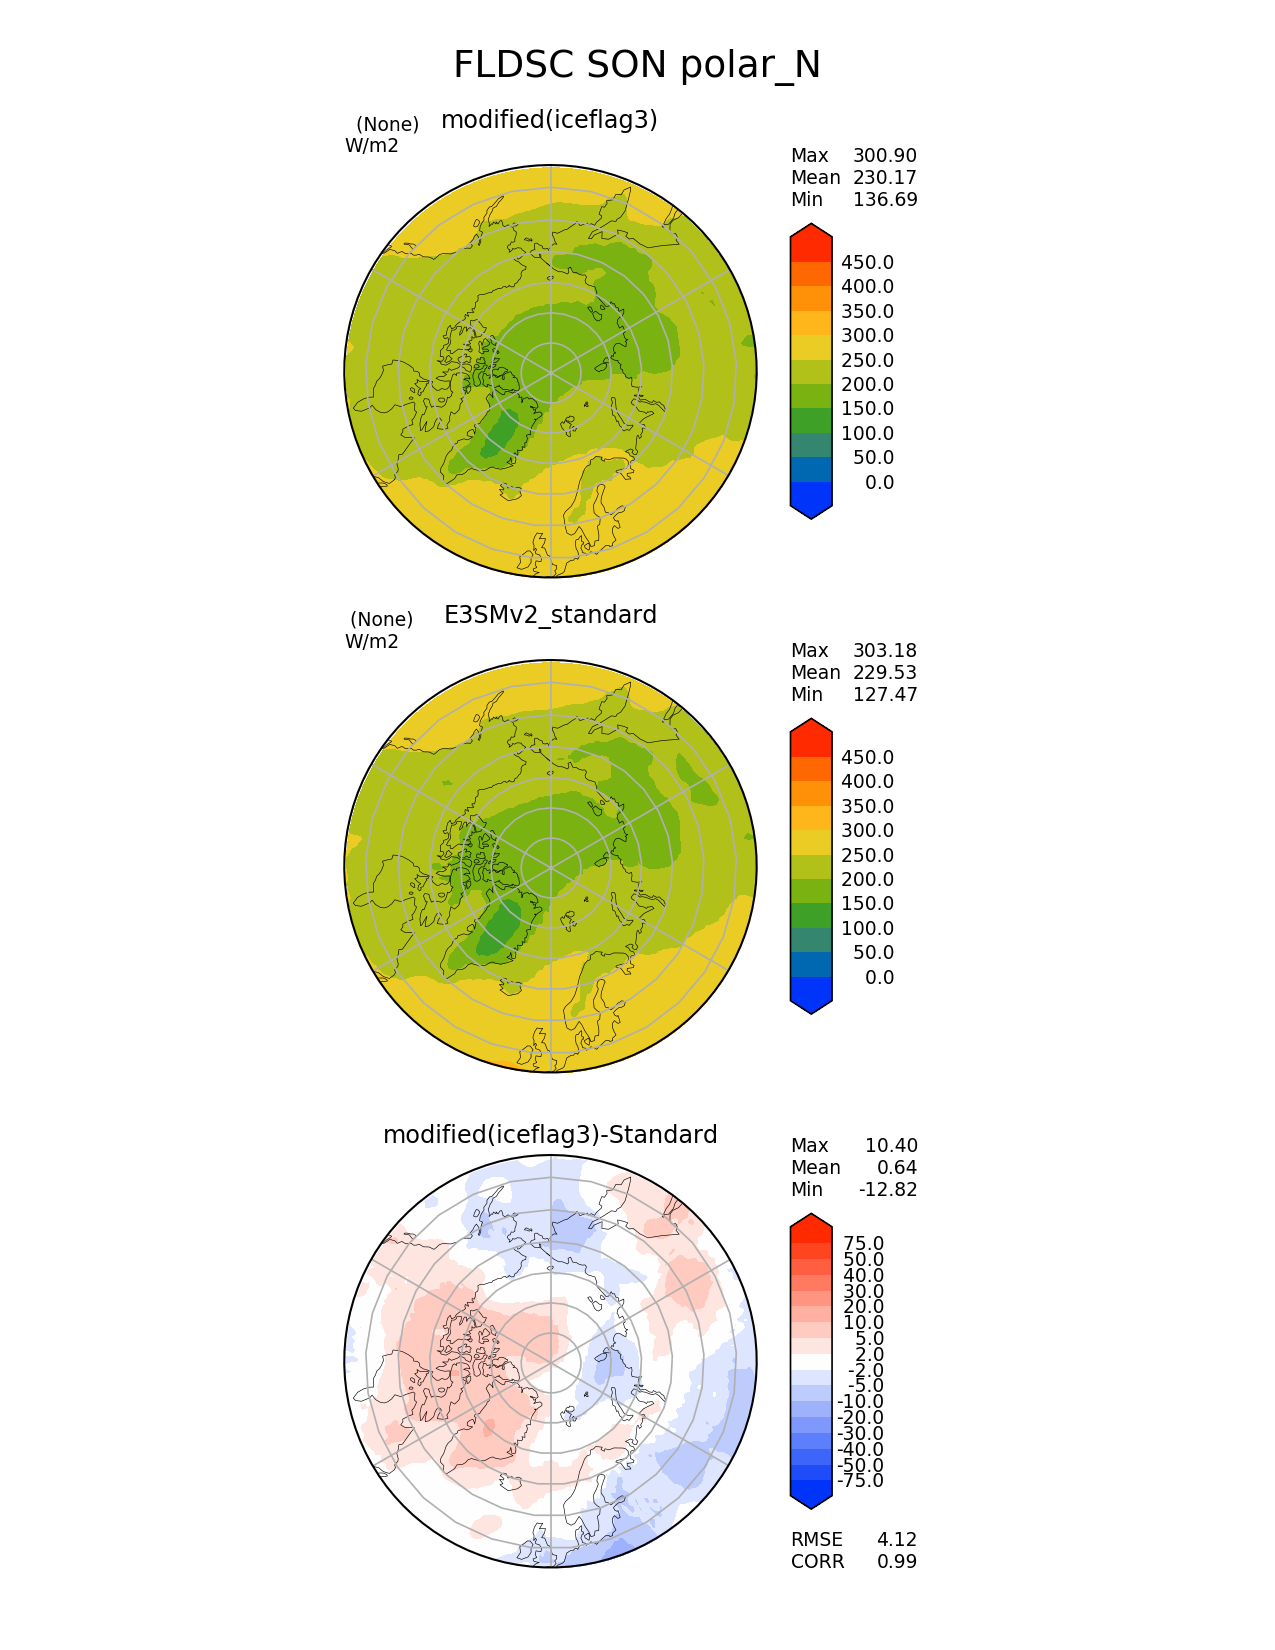 FLDSC SON polar_N
(None)
modified(iceflag3)
W/m2
Max 300.90
Mean 230.17
Min 136.69
450.0
400.0
350.0
300.0
250.0
200.0
150.0
100.0
50.0
0.0
(None)
E3SMv2_standard
W/m2
Max 303.18
Mean 229.53
Min 127.47
450.0
400.0
350.0
300.0
250.0
200.0
150.0
100.0
50.0
0.0
modified(iceflag3)-Standard
Max 10.40
Mean 0.64
Min -12.82
75.0
50.0
40.0
30.0
20.0
10.0
5.0
2.0
-2.0
-5.0
-10.0
-20.0
-30.0
-40.0
-50.0
-75.0
RMSE 4.12
CORR 0.99